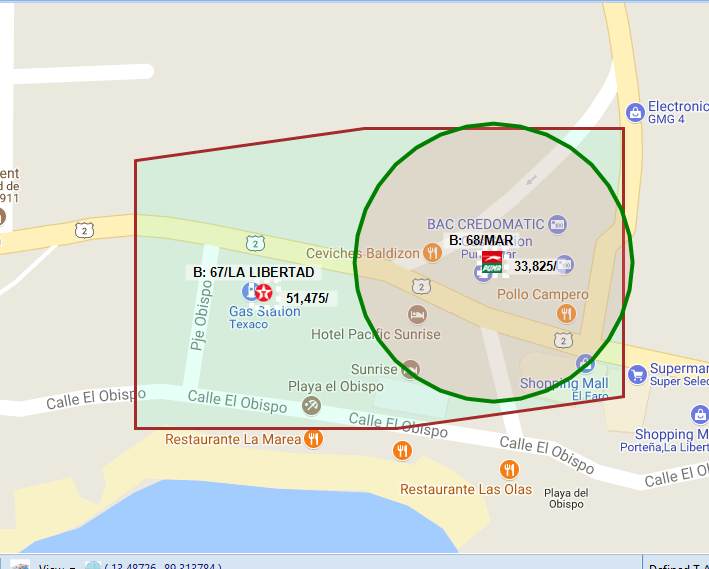 Electronic
GMG 4
ent
d de
911
2
2
BAC CREDOMATIC
B: 68/MAR
Ceviches Baldizon
PUMA
33,825/
B: 67/LA LIBERTAD
51,475/
Gas Station
Texaco
2
Pollo Campero
Pje Obispo
Hotel Pacific Sunrise
2
Sunrise
Shopping Mall
El Faro
Supermar
Super Selec
Playa el Obispo
Calle El Obispo
Calle El Obispo
Calle El Obispo
Restaurante La Marea
Calle El Obispo
Shopping M
Porteña,La Libert
Calle El Obispo
Restaurante Las Olas
Playa del
Obispo
View
( 13.48726, -89.313784 )
Defined T A